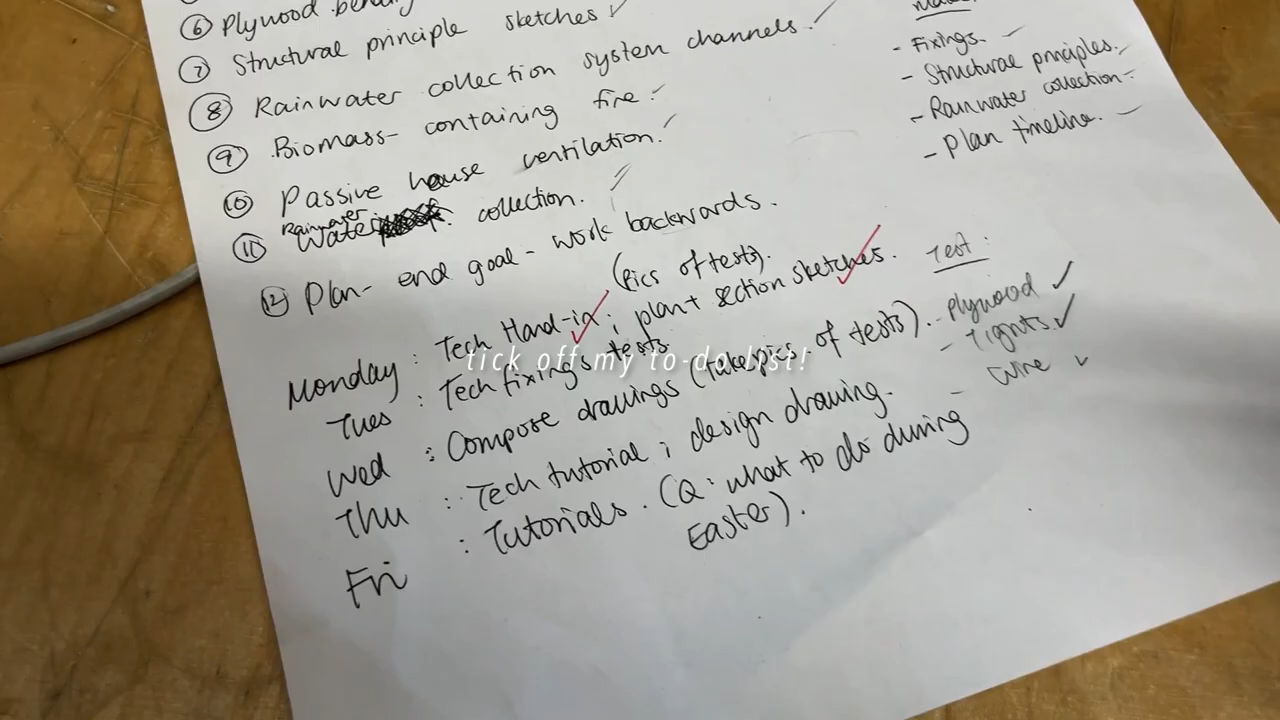 ⑥ Plywood bending
⑦ Structural principle sketches ✓
⑧ Rainwater collection system channels. ✓
⑨ Biomass - containing fire ✓
⑩ Passive house ventilation. ✓
⑪ Rainwater collection. ✓
⑫ Plan - end goal - work backwards.
- Fixings. -
- Structural principles.
- Rainwater collection -
- Plan timeline. -
(pics of tests).
Monday : Tech Hand-in ; plan + section sketches.
Tues : Tech fixings tests
Wed : Compose drawings (Take pics of tests).
Thu : Tech tutorial ; design drawing.
Fri : Tutorials. (Q: what to do during
Easter).
Test :
- Plywood ✓
- Tights ✓
- Wire ✓
tick off my to-do list!